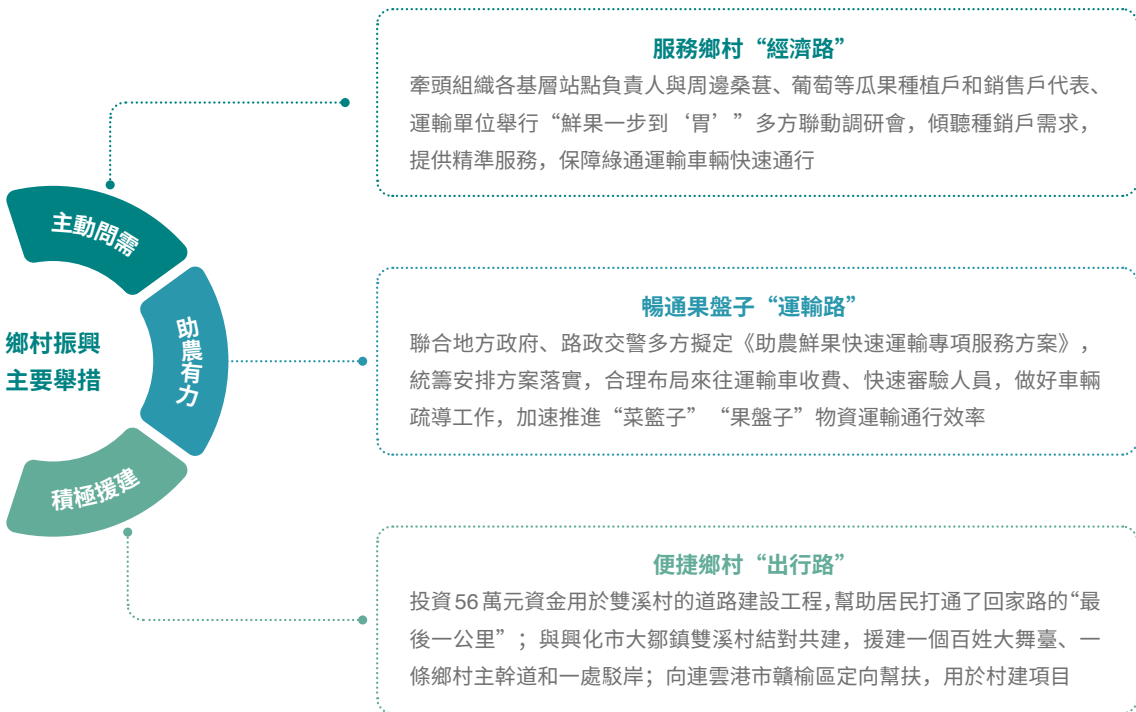 鄉村振興
主要舉措
主動問需
服務鄉村“經濟路”
牽頭組織各基層站點負責人與周邊桑葚、葡萄等瓜果種植戶和銷售戶代表、
運輸單位舉行“鮮果一步到‘胃’”多方聯動調研會，傾聽種銷戶需求，
提供精準服務，保障綠通運輸車輛快速通行
助農有力
暢通果盤子“運輸路”
聯合地方政府、路政交警多方擬定《助農鮮果快速運輸專項服務方案》，
統籌安排方案落實，合理布局來往運輸車收費、快速審驗人員，做好車輛
疏導工作，加速推進“菜籃子”“果盤子”物資運輸通行效率
積極援建
便捷鄉村“出行路”
投資56萬元資金用於雙溪村的道路建設工程，幫助居民打通了回家路的“最
後一公里”；與興化市大鄒鎮雙溪村結對共建，援建一個百姓大舞臺、一
條鄉村主幹道和一處駁岸；向連雲港市贛榆區定向幫扶，用於村建項目